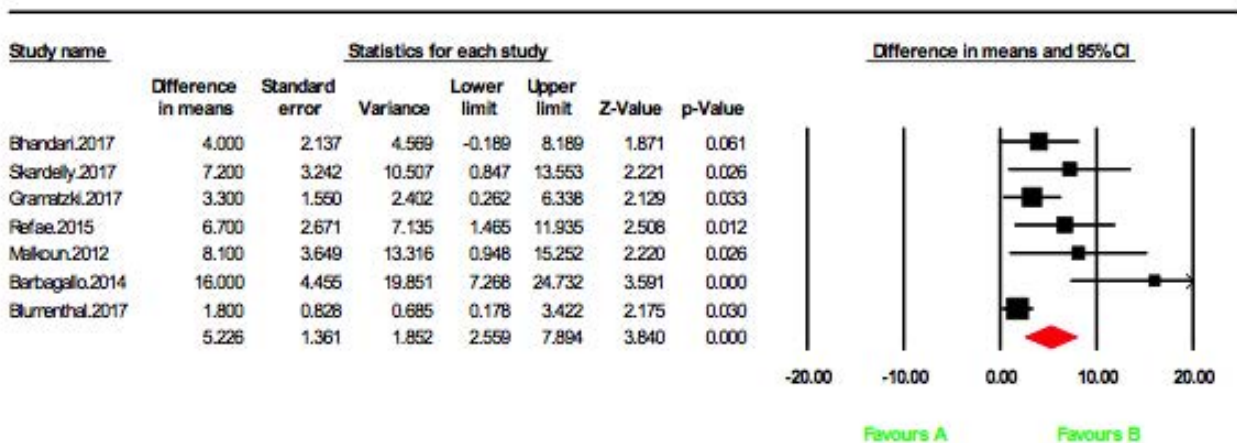 Study name Statistics for each study Difference in means and 95%CI
Difference Standard Lower Upper
in means error Variance limit limit Z-Value p-Value
Bhandari.2017 4.000 2.137 4.569 -0.189 8.189 1.871 0.061
Skardelly.2017 7.200 3.242 10.507 0.847 13.553 2.221 0.026
Gramatzki.2017 3.300 1.550 2.402 0.262 6.338 2.129 0.033
Refae.2015 6.700 2.671 7.135 1.465 11.935 2.508 0.012
Malkoun.2012 8.100 3.649 13.316 0.948 15.252 2.220 0.026
Barbagallo.2014 16.000 4.455 19.851 7.268 24.732 3.591 0.000
Blumenthal.2017 1.800 0.828 0.685 0.178 3.422 2.175 0.030
5.226 1.361 1.852 2.559 7.894 3.840 0.000
-20.00 -10.00 0.00 10.00 20.00
Favours A Favours B